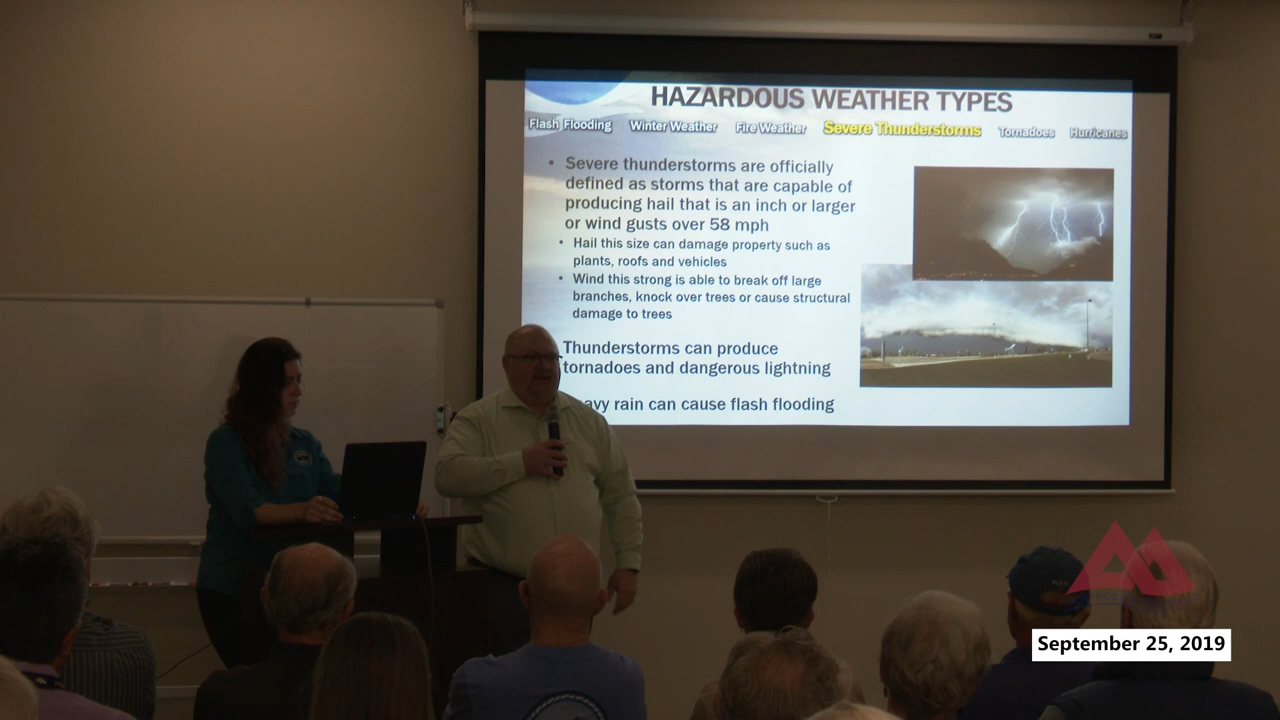 HAZARDOUS WEATHER TYPES
Flash Flooding Winter Weather Fire Weather Severe Thunderstorms Tornadoes Hurricanes
• Severe thunderstorms are officially
defined as storms that are capable of
producing hail that is an inch or larger
or wind gusts over 58 mph
• Hail this size can damage property such as
plants, roofs and vehicles
• Wind this strong is able to break off large
branches, knock over trees or cause structural
damage to trees
Thunderstorms can produce
tornadoes and dangerous lightning
avy rain can cause flash flooding
September 25, 2019